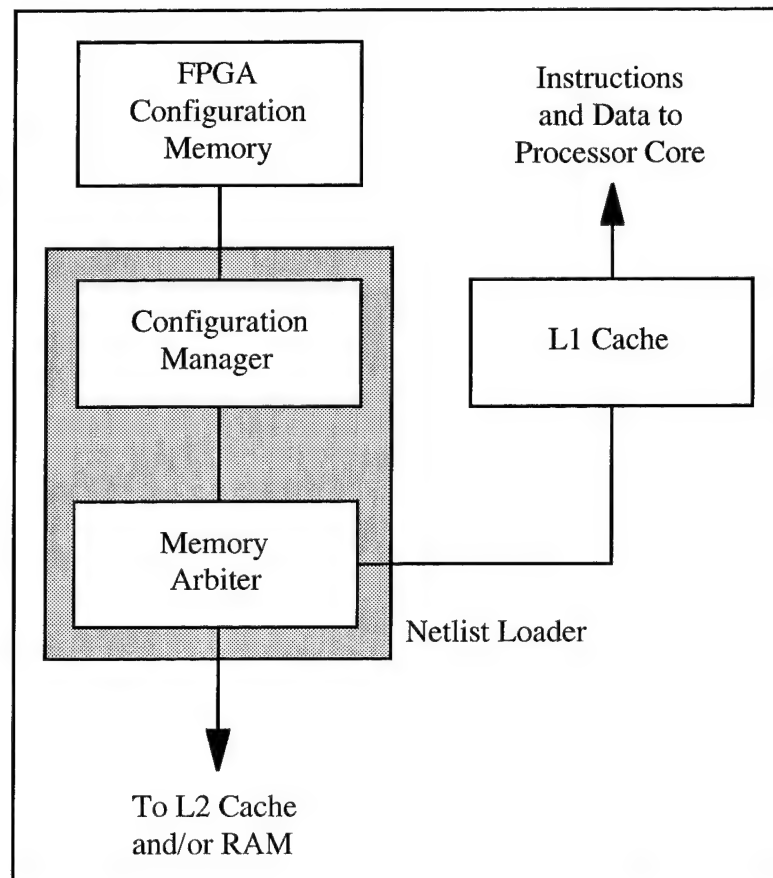 FPGA
Configuration
Memory
Instructions
and Data to
Processor Core
Configuration
Manager
L1 Cache
Memory
Arbiter
Netlist Loader
To L2 Cache
and/or RAM